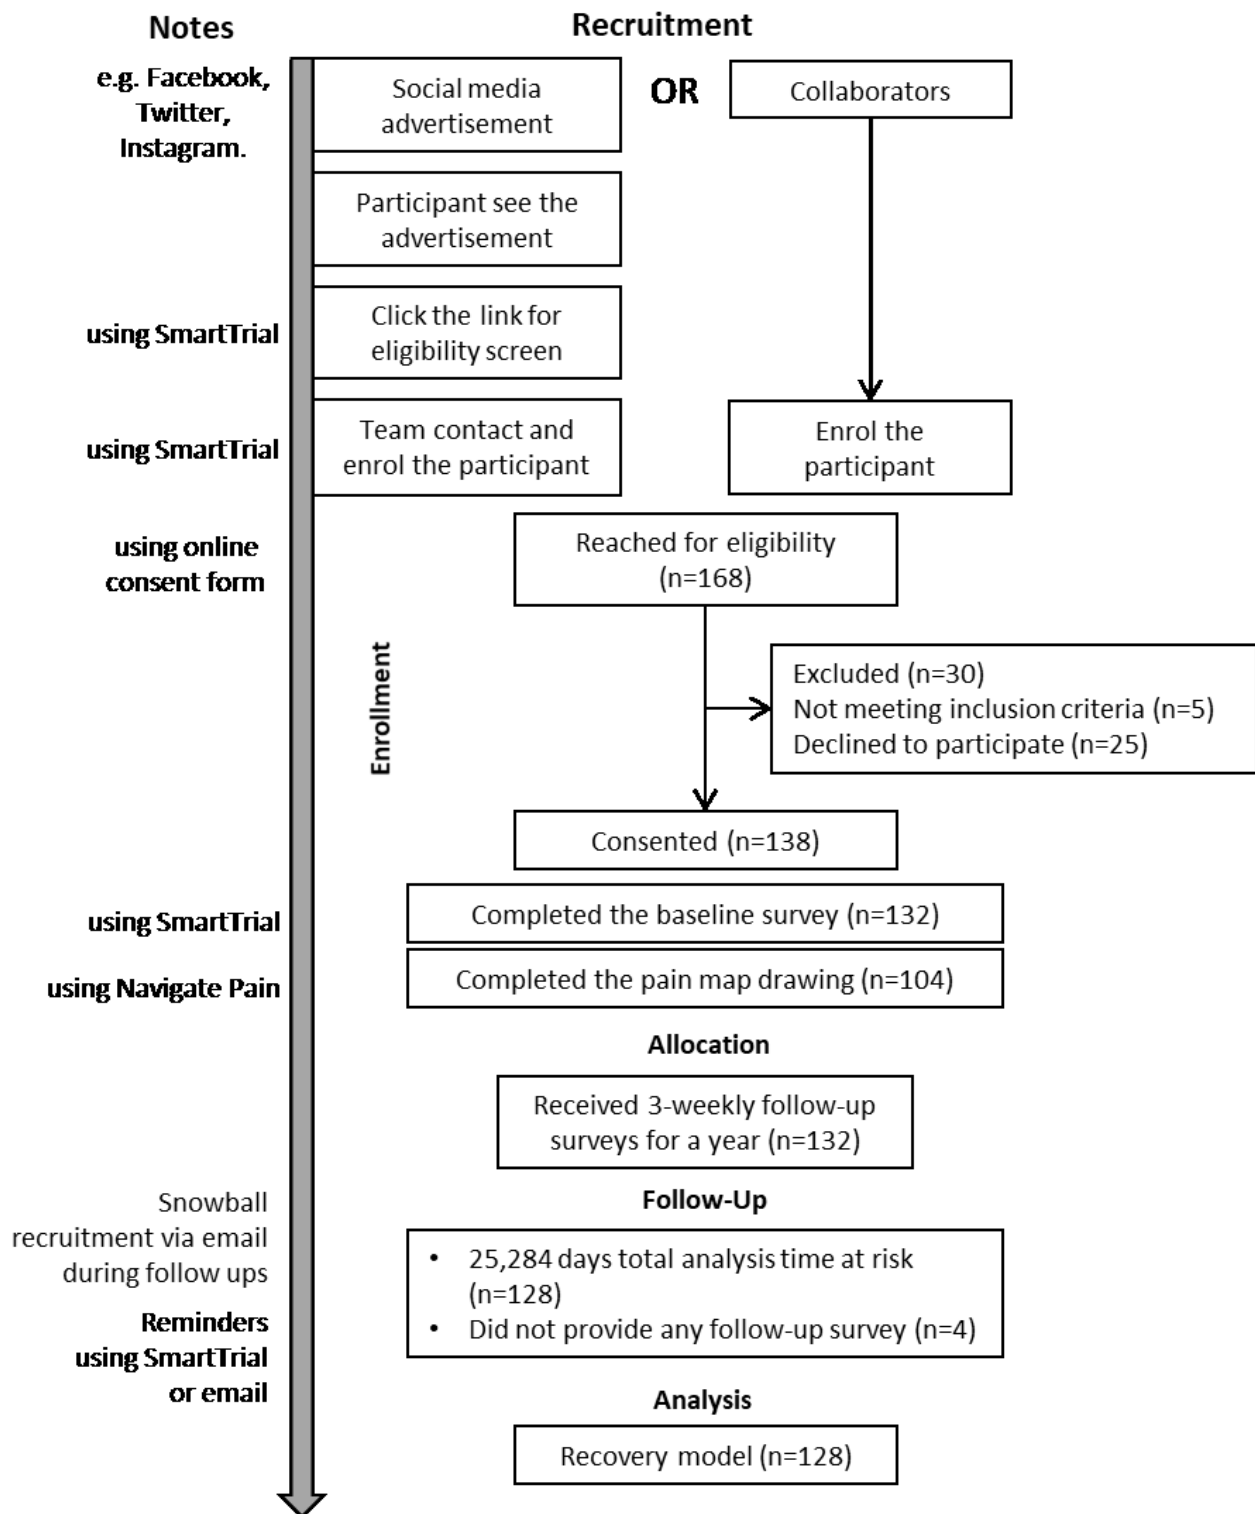 Notes
Recruitment
e.g. Facebook,
Twitter,
Instagram.
Social media
advertisement
OR
Collaborators
Participant see the
advertisement
using SmartTrial
Click the link for
eligibility screen
using SmartTrial
Team contact and
enrol the participant
Enrol the
participant
using online
consent form
Reached for eligibility
(n=168)
Enrollment
Excluded (n=30)
Not meeting inclusion criteria (n=5)
Declined to participate (n=25)
Consented (n=138)
using SmartTrial
Completed the baseline survey (n=132)
using Navigate Pain
Completed the pain map drawing (n=104)
Allocation
Received 3-weekly follow-up
surveys for a year (n=132)
Snowball
recruitment via email
during follow ups
Follow-Up
• 25,284 days total analysis time at risk
(n=128)
• Did not provide any follow-up survey (n=4)
Reminders
using SmartTrial
or email
Analysis
Recovery model (n=128)